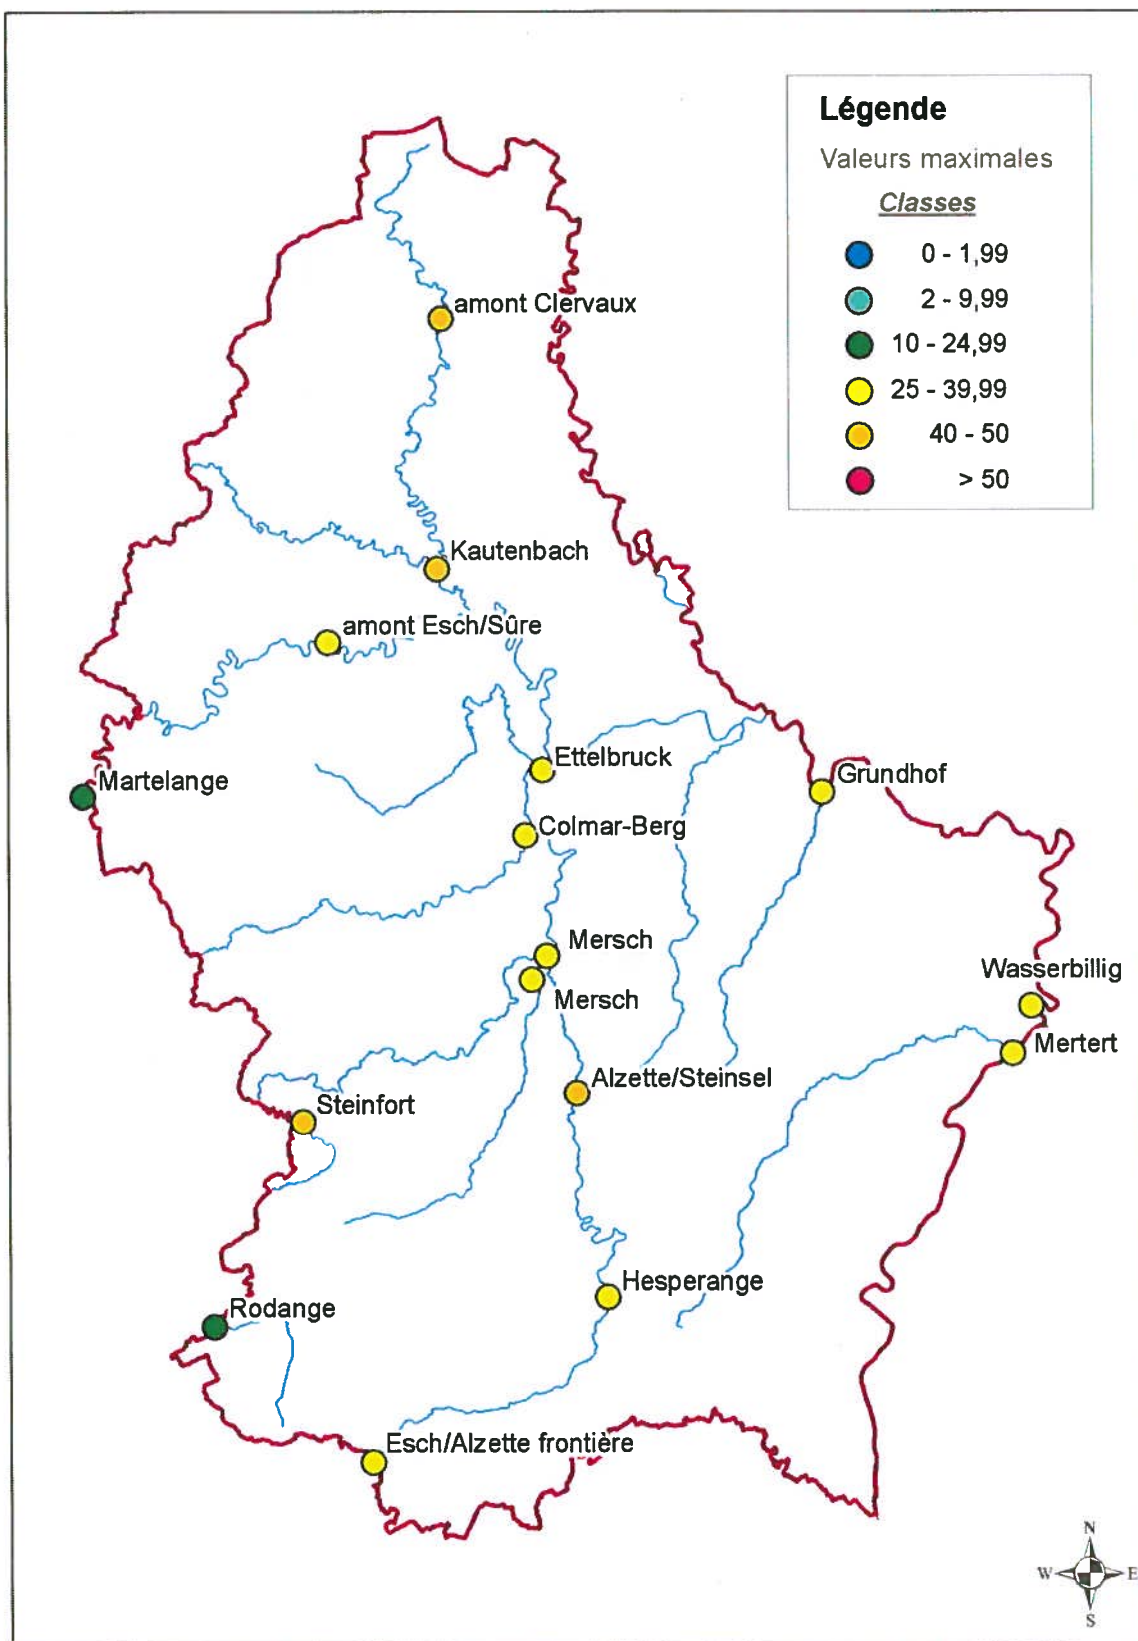 Légende
Valeurs maximales
Classes
0 - 1,99
2 - 9,99
10 - 24,99
25 - 39,99
40 - 50
> 50
amont Clervaux
Kautenbach
amont Esch/Sûre
Ettelbruck
Martelange
Grundhof
Colmar-Berg
Mersch
Wasserbillig
Mersch
Mertert
Alzette/Steinsel
Steinfort
Hesperange
Rodange
Esch/Alzette frontière
N
W E
S